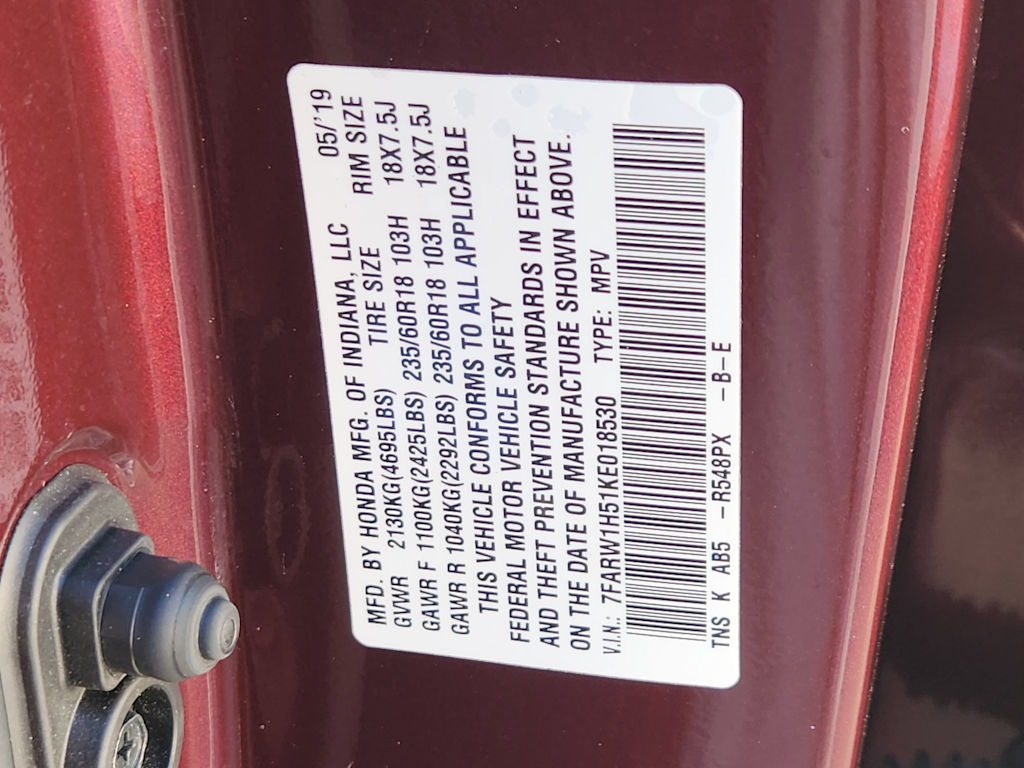 MFD. BY HONDA MFG. OF INDIANA, LLC 05/'19
GVWR 2130KG(4695LBS) TIRE SIZE RIM SIZE
GAWR F 1100KG(2425LBS) 235/60R18 103H 18X7.5J
GAWR R 1040KG(2292LBS) 235/60R18 103H 18X7.5J
THIS VEHICLE CONFORMS TO ALL APPLICABLE
FEDERAL MOTOR VEHICLE SAFETY
AND THEFT PREVENTION STANDARDS IN EFFECT
ON THE DATE OF MANUFACTURE SHOWN ABOVE.
V.I.N.: 7FARW1H51KE018530 TYPE: MPV
TNS K AB5 -R548PX -B-E